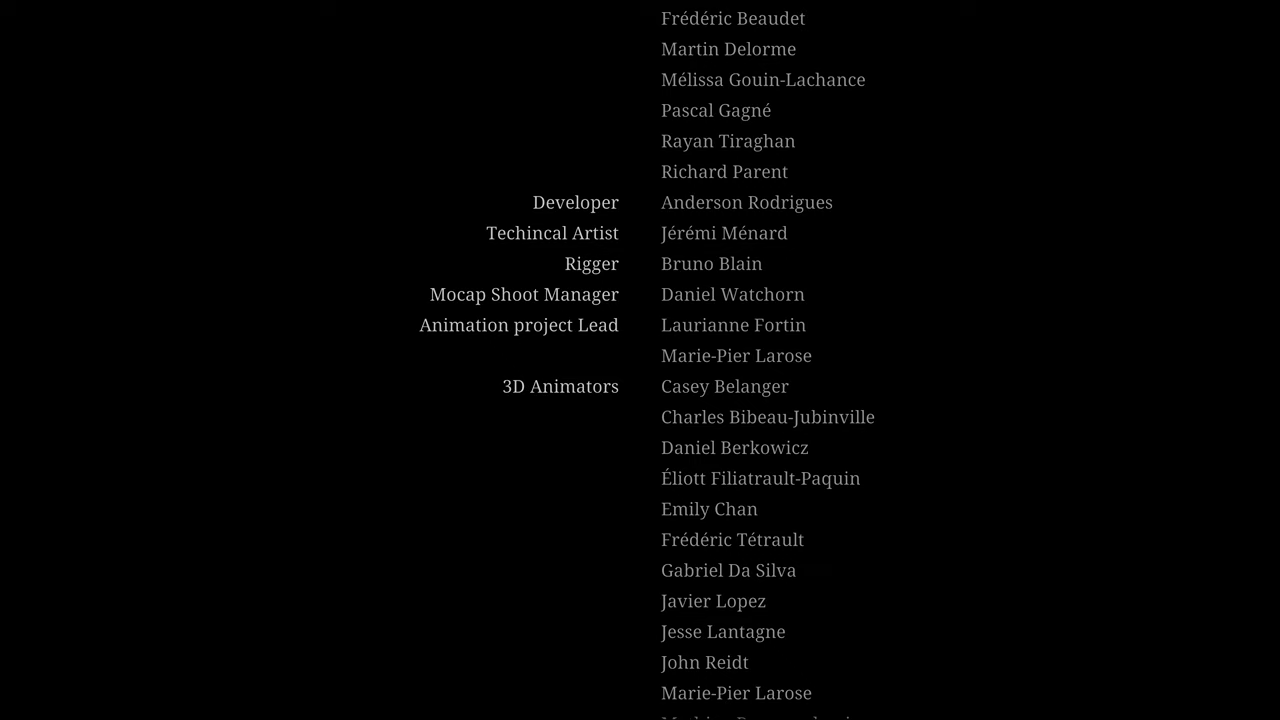 Frédéric Beaudet
Martin Delorme
Mélissa Gouin-Lachance
Pascal Gagné
Rayan Tiraghan
Richard Parent
Developer Anderson Rodrigues
Techincal Artist Jérémi Ménard
Rigger Bruno Blain
Mocap Shoot Manager Daniel Watchorn
Animation project Lead Laurianne Fortin
Marie-Pier Larose
3D Animators Casey Belanger
Charles Bibeau-Jubinville
Daniel Berkowicz
Éliott Filiatrault-Paquin
Emily Chan
Frédéric Tétrault
Gabriel Da Silva
Javier Lopez
Jesse Lantagne
John Reidt
Marie-Pier Larose